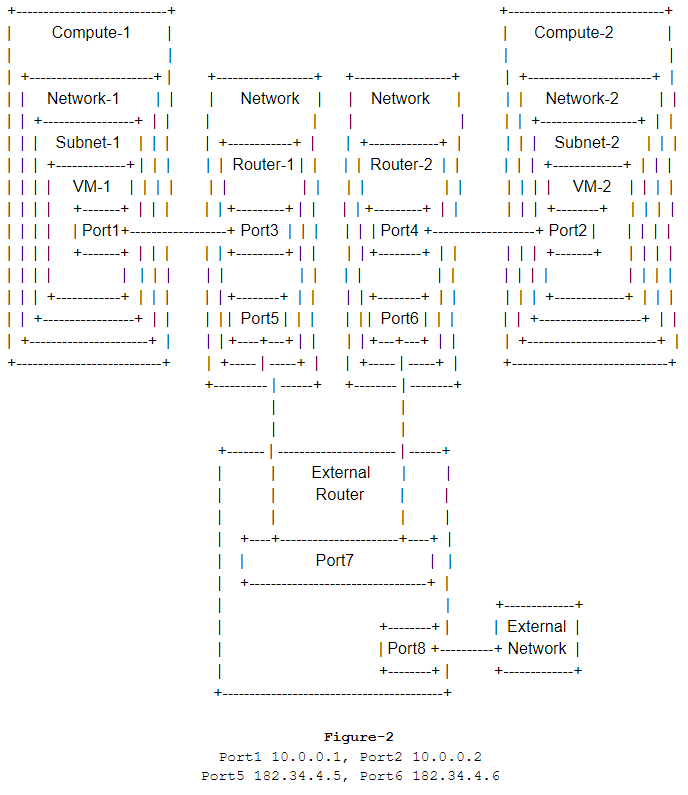 Compute-1 Compute-2
Network-1 Network Network Network-2
Subnet-1 Router-1 Router-2 Subnet-2
VM-1 VM-2
Port1 Port3 Port4 Port2
Port5 Port6
External
Router
Port7
External
Port8 Network
Figure-2
Port1 10.0.0.1, Port2 10.0.0.2
Port5 182.34.4.5, Port6 182.34.4.6